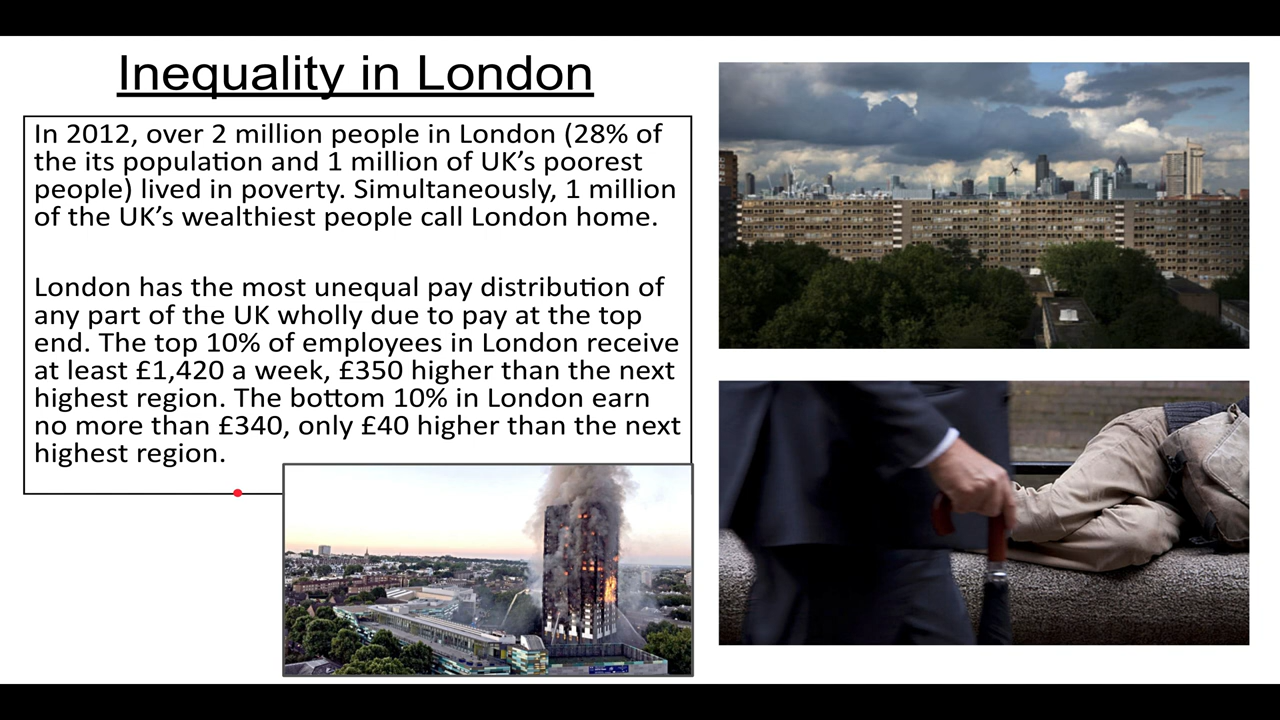 Inequality in London
In 2012, over 2 million people in London (28% of
the its population and 1 million of UK’s poorest
people) lived in poverty. Simultaneously, 1 million
of the UK’s wealthiest people call London home.
London has the most unequal pay distribution of
any part of the UK wholly due to pay at the top
end. The top 10% of employees in London receive
at least £1,420 a week, £350 higher than the next
highest region. The bottom 10% in London earn
no more than £340, only £40 higher than the next
highest region.